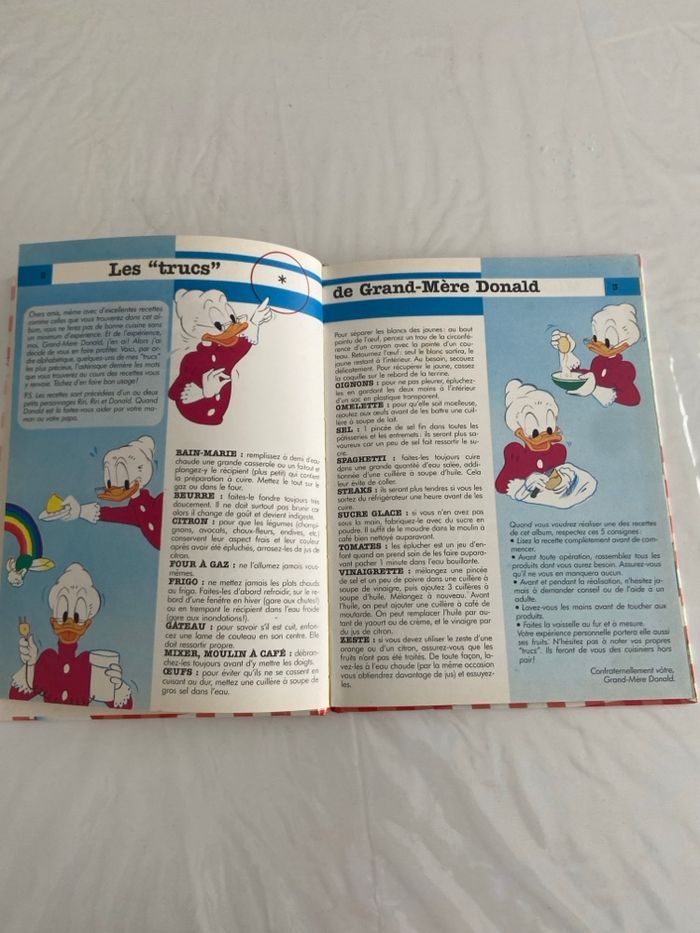 Les "trucs"
*
de Grand-Mère Donald
Chers amis, même avec d'excellentes recettes
comme celles que vous trouverez dans cet al-
bum, vous ne ferez pas de bonne cuisine sans
un minimum d'expérience. Et de l'expérience,
moi, Grand-Mère Donald, j'en ai! Alors j'ai
décidé de vous en faire profiter. Voici, par or-
dre alphabétique, quelques-uns de mes "trucs"
les plus précieux, l'astérisque derrière les mots
que vous trouverez au cours des recettes vous
y renvoie. Tâchez d'en faire bon usage!
P.S. Les recettes sont précédées d'un ou deux
petits personnages Riri, Riri et Donald. Quand
Donald est là faites-vous aider par votre ma-
man ou votre papa.
BAIN-MARIE : remplissez à demi d'eau
chaude une grande casserole ou un faitout et
plongez-y le récipient (plus petit) qui contient
la préparation à cuire. Mettez le tout sur le
gaz ou dans le four.
BEURRE : faites-le fondre toujours très
doucement. Il ne doit surtout pas brunir car
alors il change de goût et devient indigeste.
CITRON : pour que les légumes (champi-
gnons, avocats, choux-fleurs, endives, etc.)
conservent leur aspect frais et leur couleur
après avoir été épluchés, arrosez-les de jus de
citron.
FOUR À GAZ : ne l'allumez jamais vous-
mêmes.
FRIGO : ne mettez jamais les plats chauds
au frigo. Faites-les d'abord refroidir, sur le re-
bord d'une fenêtre en hiver (gare aux chutes!)
ou en trempant le récipient dans l'eau froide
(gare aux inondations!).
GÂTEAU : pour savoir s'il est cuit, enfon-
cez une lame de couteau en son centre. Elle
doit ressortir propre.
MIXER, MOULIN À CAFÉ : débran-
chez-les toujours avant d'y mettre les doigts.
ŒUFS : pour éviter qu'ils ne se cassent en
cuisant au dur, mettez une cuillère à soupe de
gros sel dans l'eau.
Pour séparer les blancs des jaunes : au bout
pointu de l'œuf, percez un trou de la circonfé-
rence d'un crayon avec la pointe d'un cou-
teau. Retournez l'œuf : seul le blanc sortira, le
jaune restant à l'intérieur. Au besoin, secouez
délicatement. Pour récupérer le jaune, cassez
la coquille sur le rebord de la terrine.
OIGNONS : pour ne pas pleurer, épluchez-
les en gardant les deux mains à l'intérieur
d'un sac en plastique transparent.
OMELETTE : pour qu'elle soit moelleuse,
rajoutez aux œufs avant de les battre une cuil-
lère à soupe de lait.
SEL : 1 pincée de sel fin dans toutes les
pâtisseries et les entremets : ils seront plus sa-
voureux car un peu de sel fait ressortir le su-
cre.
SPAGHETTI : faites-les toujours cuire
dans une grande quantité d'eau salée, addi-
tionnée d'une cuillère à soupe d'huile. Cela
leur évite de coller.
STEAKS : ils seront plus tendres si vous les
sortez du réfrigérateur une heure avant de les
cuire.
SUCRE GLACE : si vous n'en avez pas
sous la main, fabriquez-le avec du sucre en
poudre. Il suffit de le moudre dans le moulin à
café bien nettoyé auparavant.
TOMATES : les éplucher est un jeu d'en-
fant quand on prend soin de les faire aupara-
vant pocher 1 minute dans l'eau bouillante.
VINAIGRETTE : mélangez une pincée
de sel et un peu de poivre dans une cuillère à
soupe de vinaigre, puis ajoutez 3 cuillères à
soupe d'huile. Mélangez à nouveau. Avant
l'huile, on peut ajouter une cuillère à café de
moutarde. On peut remplacer l'huile par au-
tant de yaourt ou de crème, et le vinaigre par
du jus de citron.
ZESTE : si vous devez utiliser le zeste d'une
orange ou d'un citron, assurez-vous que les
fruits n'ont pas été traités. De toute façon, la-
vez-les à l'eau chaude (par la même occasion
vous obtiendrez davantage de jus) et essuyez-
les.
Quand vous voudrez réaliser une des recettes
de cet album, respectez ces 5 consignes :
• Lisez la recette complètement avant de com-
mencer.
• Avant toute opération, rassemblez tous les
produits dont vous aurez besoin. Assurez-vous
qu'il ne vous en manquera aucun.
• Avant et pendant la réalisation, n'hésitez ja-
mais à demander conseil ou de l'aide à un
adulte.
• Lavez-vous les mains avant de toucher aux
produits.
• Faites la vaisselle au fur et à mesure.
Votre expérience personnelle portera elle aussi
ses fruits. N'hésitez pas à noter vos propres
"trucs". Ils feront de vous des cuisiniers hors
pair!
Confraternellement vôtre,
Grand-Mère Donald.